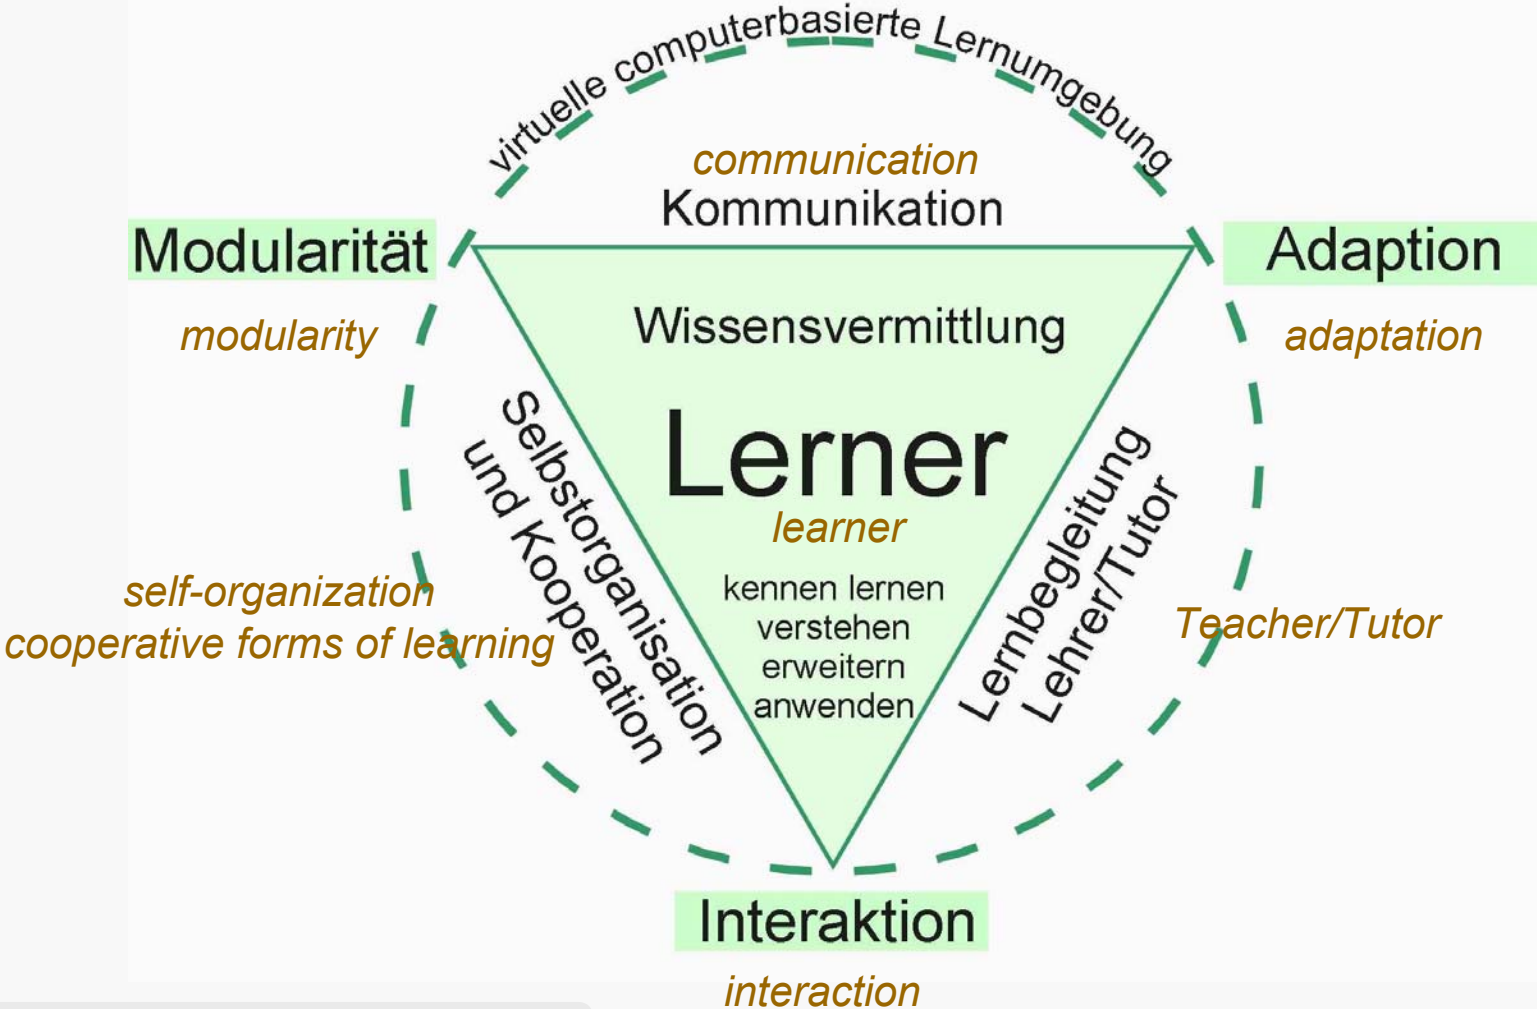 virtuelle computerbasierte Lernumgebung
communication
Kommunikation
Modularität
Adaption
modularity
adaptation
Wissensvermittlung
Lerner
learner
kennen lernen
verstehen
erweitern
anwenden
Selbstorganisation
und Kooperation
self-organization
cooperative forms of learning
Lernbegleitung
Lehrer/Tutor
Teacher/Tutor
Interaktion
interaction